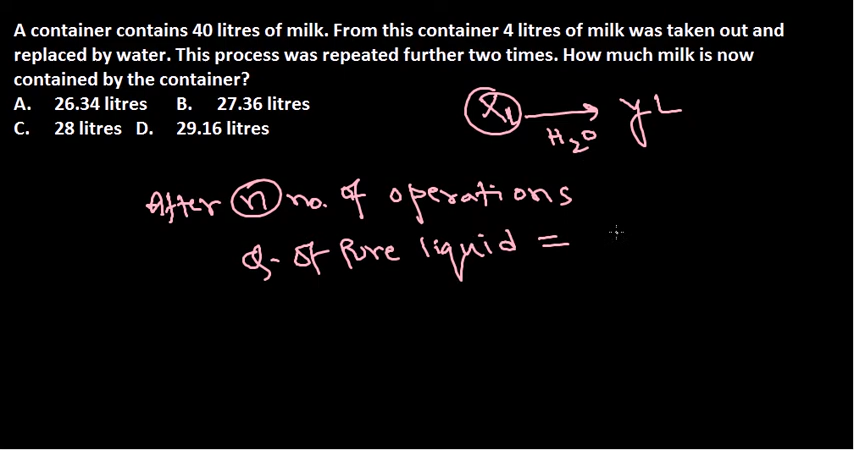 A container contains 40 litres of milk. From this container 4 litres of milk was taken out and
replaced by water. This process was repeated further two times. How much milk is now
contained by the container?
A. 26.34 litres B. 27.36 litres
C. 28 litres D. 29.16 litres
H2O yL
After n no. of operations
Q. of Pure liquid =